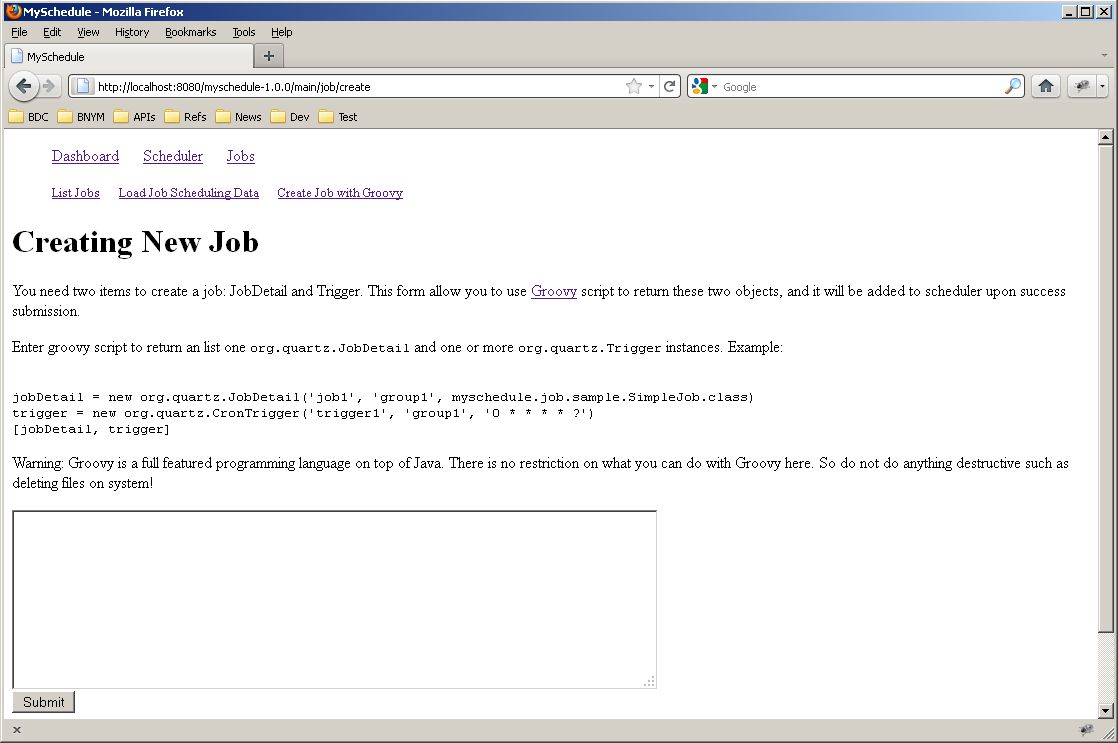 MySchedule - Mozilla Firefox
File Edit View History Bookmarks Tools Help
MySchedule
http://localhost:8080/myschedule-1.0.0/main/job/create
Google
BDC BNYM APIs Refs News Dev Test
Dashboard Scheduler Jobs
List Jobs Load Job Scheduling Data Create Job with Groovy
Creating New Job
You need two items to create a job: JobDetail and Trigger. This form allow you to use Groovy script to return these two objects, and it will be added to scheduler upon success
submission.
Enter groovy script to return an list one org.quartz.JobDetail and one or more org.quartz.Trigger instances. Example:
jobDetail = new org.quartz.JobDetail('job1', 'group1', myschedule.job.sample.SimpleJob.class)
trigger = new org.quartz.CronTrigger('trigger1', 'group1', '0 * * * * ?')
[jobDetail, trigger]
Warning: Groovy is a full featured programming language on top of Java. There is no restriction on what you can do with Groovy here. So do not do anything destructive such as
deleting files on system!
Submit